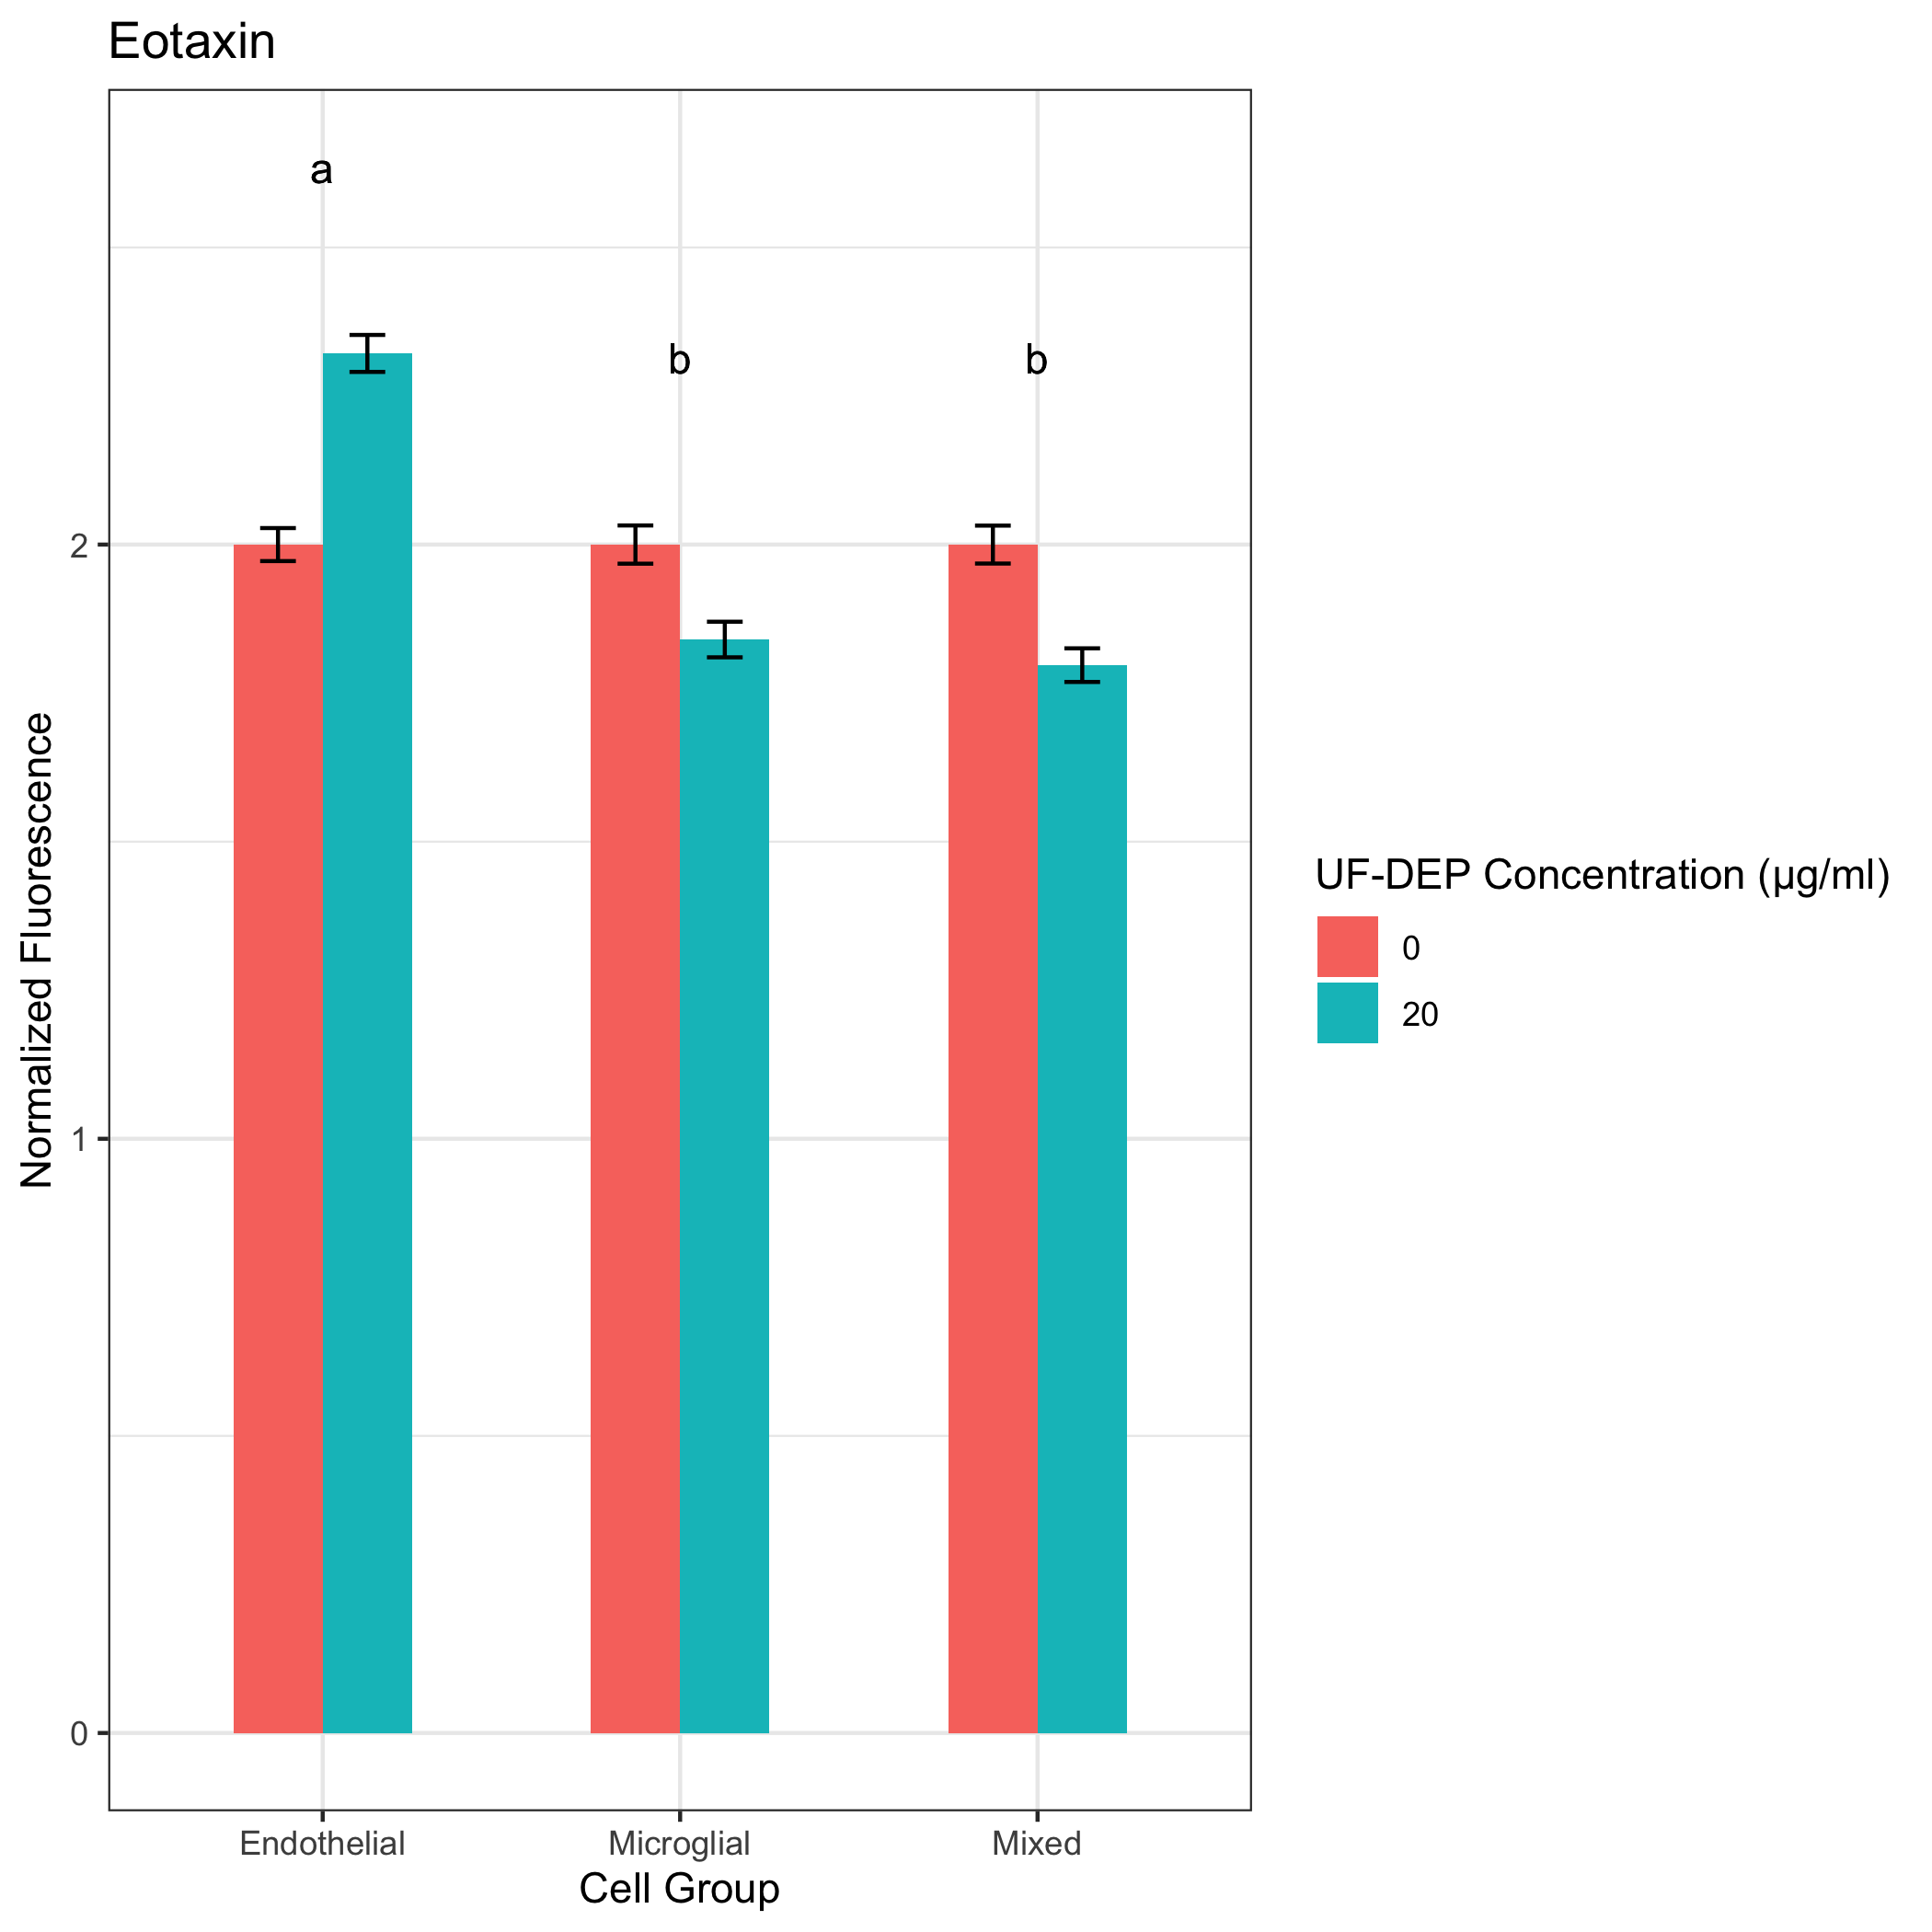 Eotaxin
a
b
b
2
1
0
Normalized Fluorescence
Endothelial
Microglial
Mixed
Cell Group
UF-DEP Concentration (µg/ml)
0
20